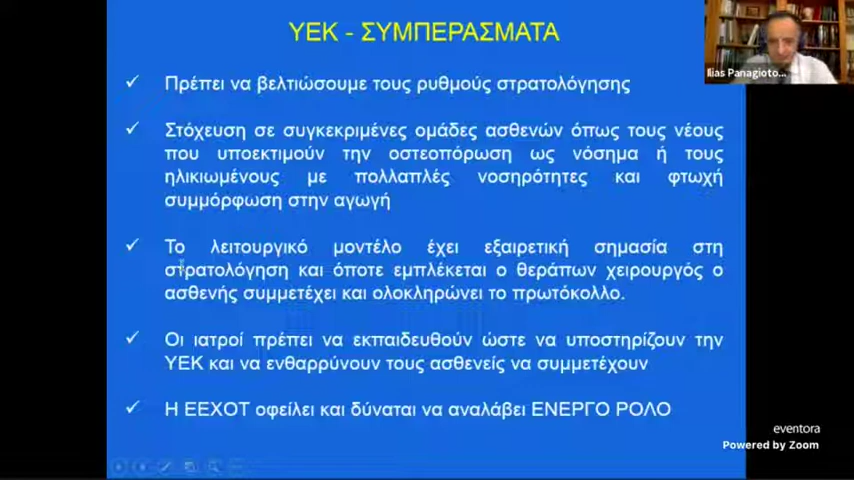 ΥΕΚ - ΣΥΜΠΕΡΑΣΜΑΤΑ
Ilias Panagioto...
Πρέπει να βελτιώσουμε τους ρυθμούς στρατολόγησης
Στόχευση σε συγκεκριμένες ομάδες ασθενών όπως τους νέους
που υποεκτιμούν την οστεοπόρωση ως νόσημα ή τους
ηλικιωμένους με πολλαπλές νοσηρότητες και φτωχή
συμμόρφωση στην αγωγή
Το λειτουργικό μοντέλο έχει εξαιρετική σημασία στη
στρατολόγηση και όποτε εμπλέκεται ο θεράπων χειρουργός ο
ασθενής συμμετέχει και ολοκληρώνει το πρωτόκολλο.
Οι ιατροί πρέπει να εκπαιδευθούν ώστε να υποστηρίζουν την
ΥΕΚ και να ενθαρρύνουν τους ασθενείς να συμμετέχουν
Η ΕΕΧΟΤ οφείλει και δύναται να αναλάβει ΕΝΕΡΓΟ ΡΟΛΟ
eventora
Powered by Zoom